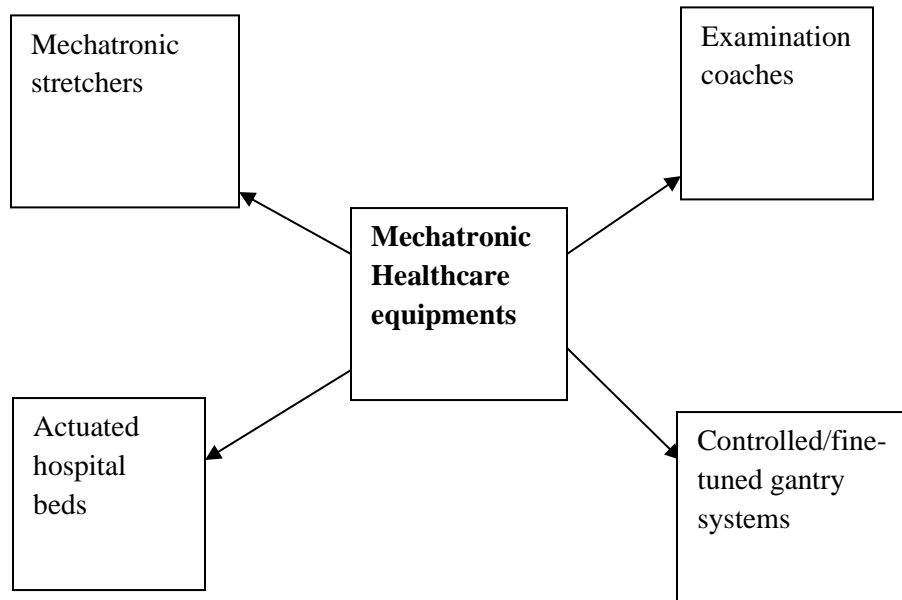 Mechatronic
stretchers
Examination
coaches
Mechatronic
Healthcare
equipments
Actuated
hospital
beds
Controlled/fine-
tuned gantry
systems